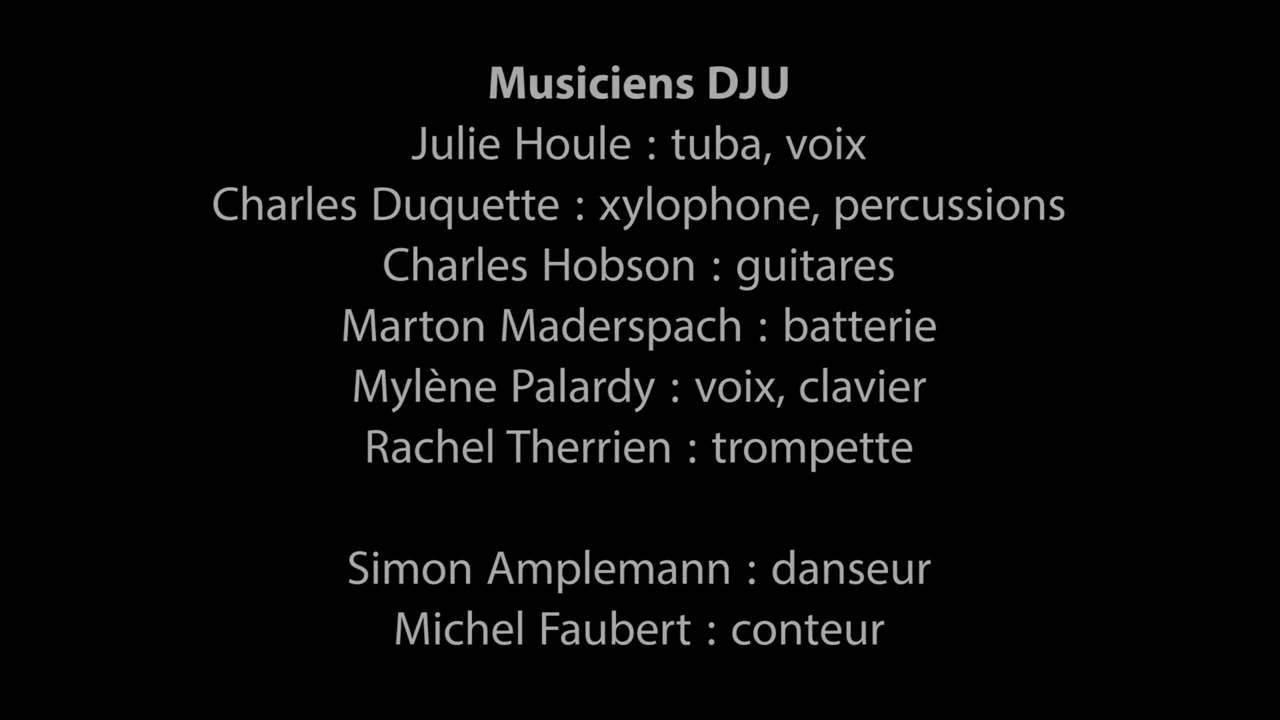 Musiciens DJU
Julie Houle : tuba, voix
Charles Duquette : xylophone, percussions
Charles Hobson : guitares
Marton Maderspach : batterie
Mylène Palardy : voix, clavier
Rachel Therrien : trompette
Simon Amplemann : danseur
Michel Faubert : conteur